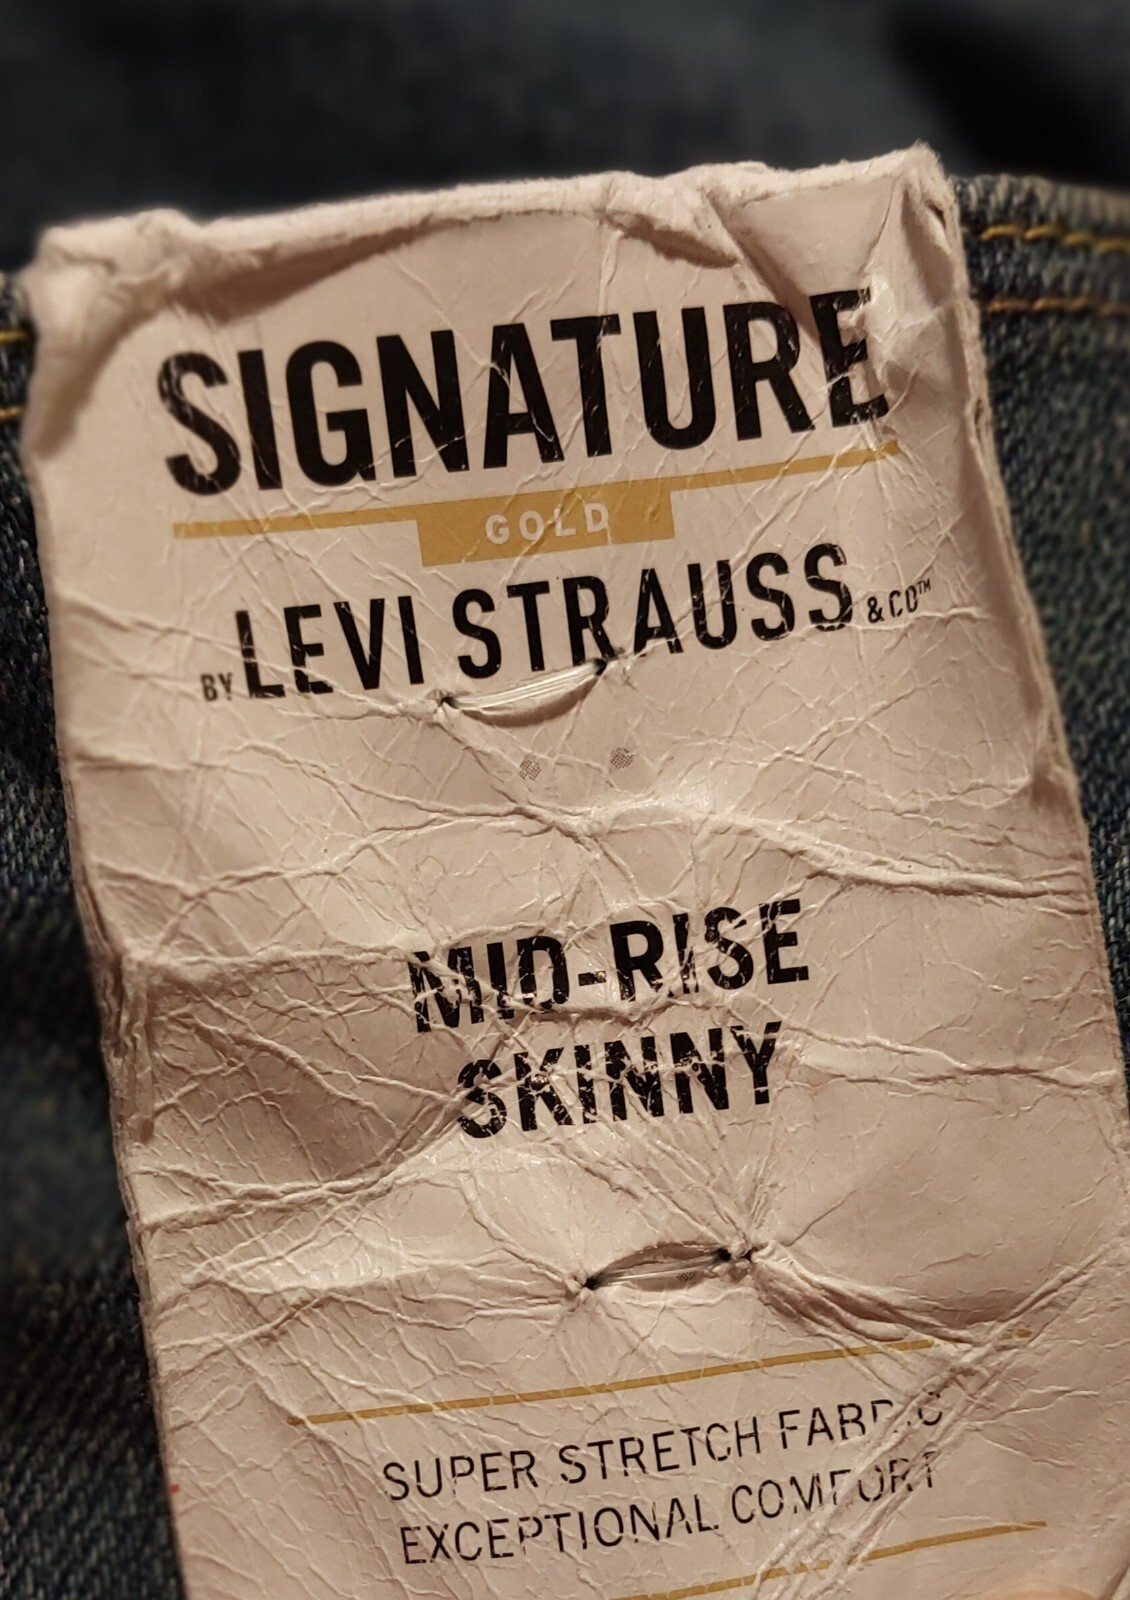 SIGNATURE
GOLD
BY LEVI STRAUSS & CO™
MID-RISE
SKINNY
SUPER STRETCH FABRIC
EXCEPTIONAL COMFORT